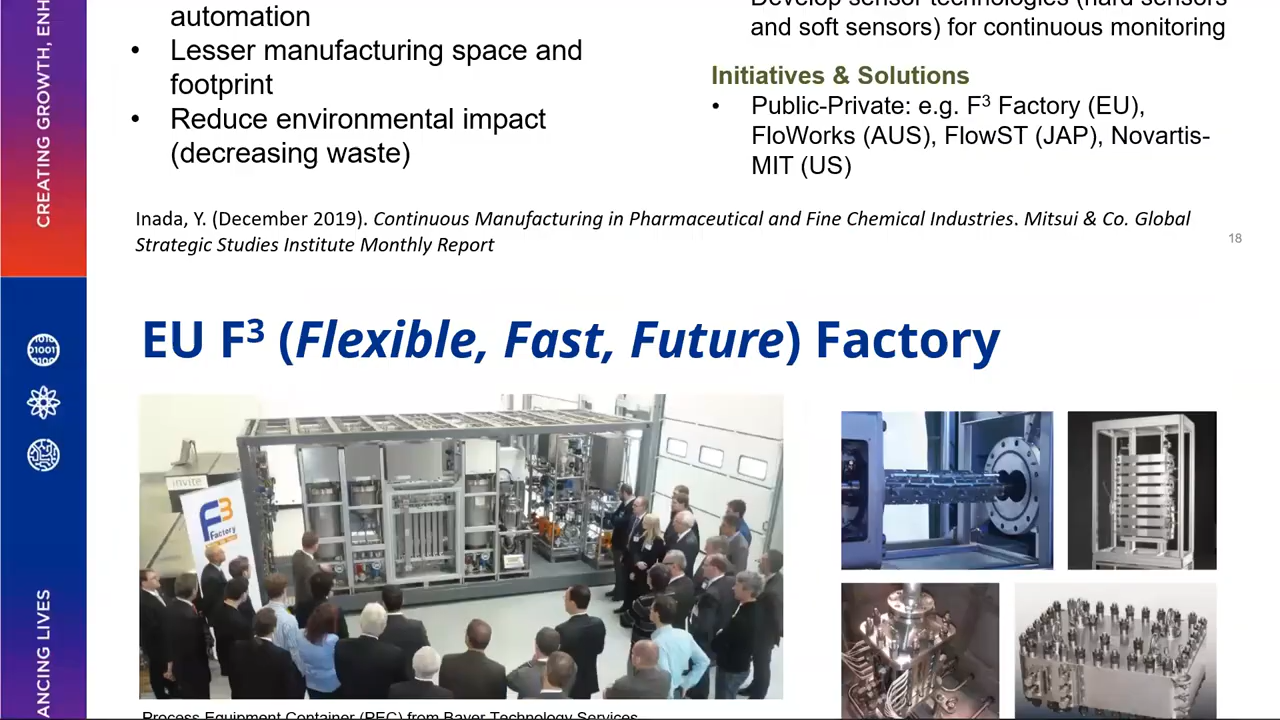 automation
• Lesser manufacturing space and
footprint
• Reduce environmental impact
(decreasing waste)
Develop sensor technologies (hard sensors
and soft sensors) for continuous monitoring
Initiatives & Solutions
• Public-Private: e.g. F³ Factory (EU),
FloWorks (AUS), FlowST (JAP), Novartis-
MIT (US)
Inada, Y. (December 2019). Continuous Manufacturing in Pharmaceutical and Fine Chemical Industries. Mitsui & Co. Global
Strategic Studies Institute Monthly Report
18
CREATING GROWTH, ENH
EU F³ (Flexible, Fast, Future) Factory
invite
F3
Factory
Process Equipment Container (PEC) from Bayer Technology Services
ANCING LIVES